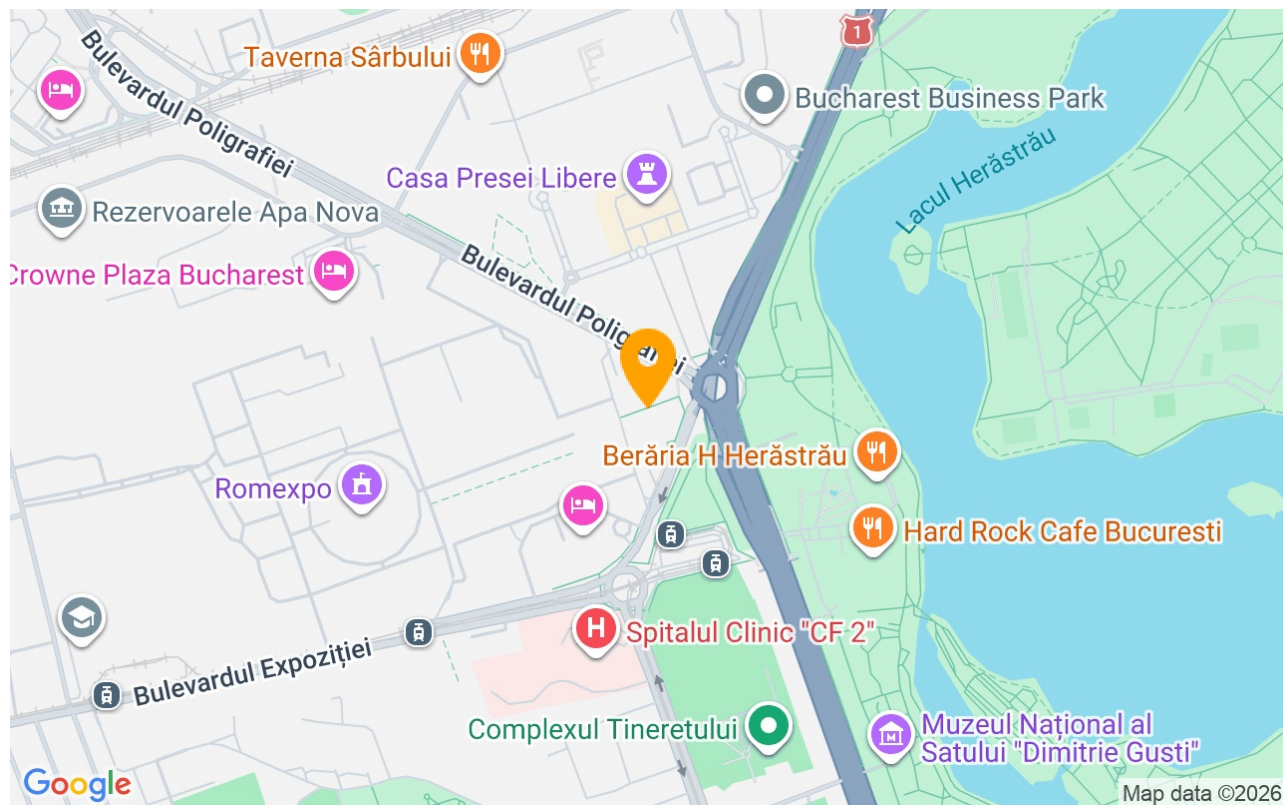 1
Taverna Sârbului
Bulevardul Poligrafiei
Bucharest Business Park
Lacul Herăstrău
Casa Presei Libere
Rezervoarele Apa Nova
Crowne Plaza Bucharest
Bulevardul Poligrafiei
Berăria H Herăstrău
Romexpo
Hard Rock Cafe Bucuresti
H
Spitalul Clinic "CF 2"
Bulevardul Expoziției
Complexul Tineretului
M
Muzeul Național al
Satului "Dimitrie Gusti"
Google
Map data ©2026